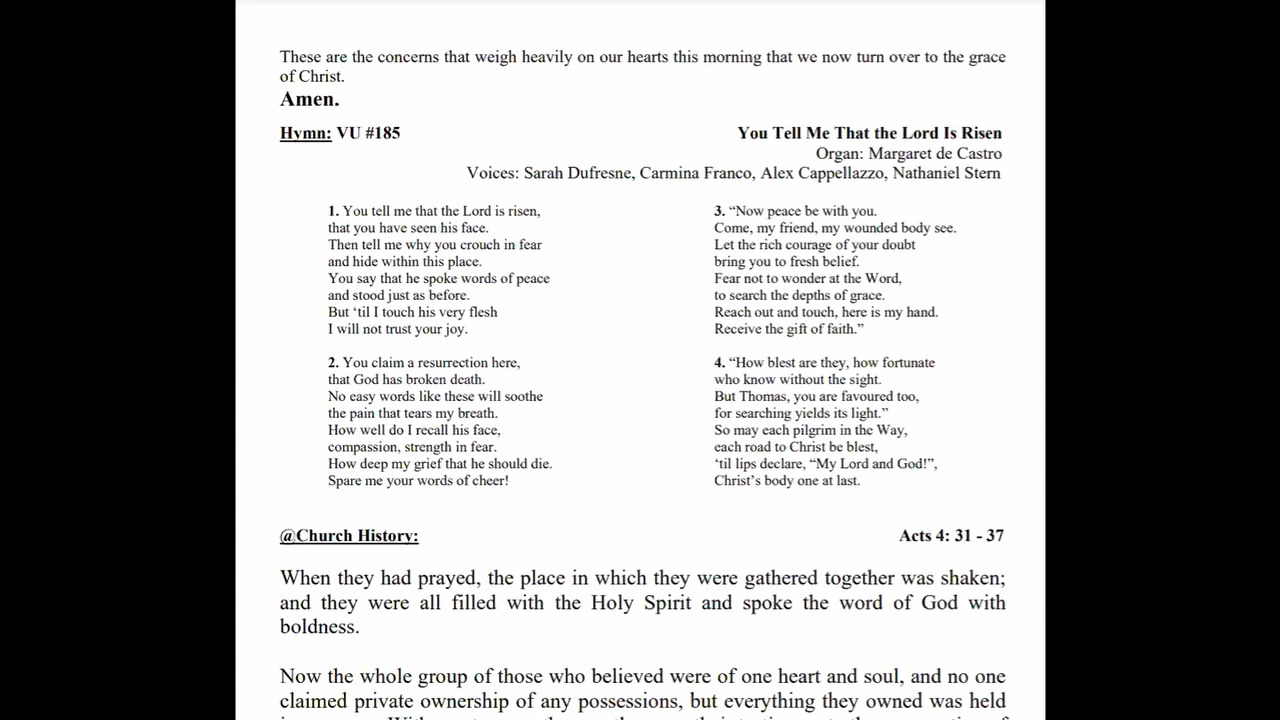 These are the concerns that weigh heavily on our hearts this morning that we now turn over to the grace
of Christ.
Amen.
Hymn: VU #185 You Tell Me That the Lord Is Risen
Organ: Margaret de Castro
Voices: Sarah Dufresne, Carmina Franco, Alex Cappellazzo, Nathaniel Stern
1. You tell me that the Lord is risen,
that you have seen his face.
Then tell me why you crouch in fear
and hide within this place.
You say that he spoke words of peace
and stood just as before.
But ‘til I touch his very flesh
I will not trust your joy.
2. You claim a resurrection here,
that God has broken death.
No easy words like these will soothe
the pain that tears my breath.
How well do I recall his face,
compassion, strength in fear.
How deep my grief that he should die.
Spare me your words of cheer!
3. “Now peace be with you.
Come, my friend, my wounded body see.
Let the rich courage of your doubt
bring you to fresh belief.
Fear not to wonder at the Word,
to search the depths of grace.
Reach out and touch, here is my hand.
Receive the gift of faith.”
4. “How blest are they, how fortunate
who know without the sight.
But Thomas, you are favoured too,
for searching yields its light.”
So may each pilgrim in the Way,
each road to Christ be blest,
‘til lips declare, “My Lord and God!”,
Christ’s body one at last.
@Church History: Acts 4: 31 - 37
When they had prayed, the place in which they were gathered together was shaken;
and they were all filled with the Holy Spirit and spoke the word of God with
boldness.
Now the whole group of those who believed were of one heart and soul, and no one
claimed private ownership of any possessions, but everything they owned was held